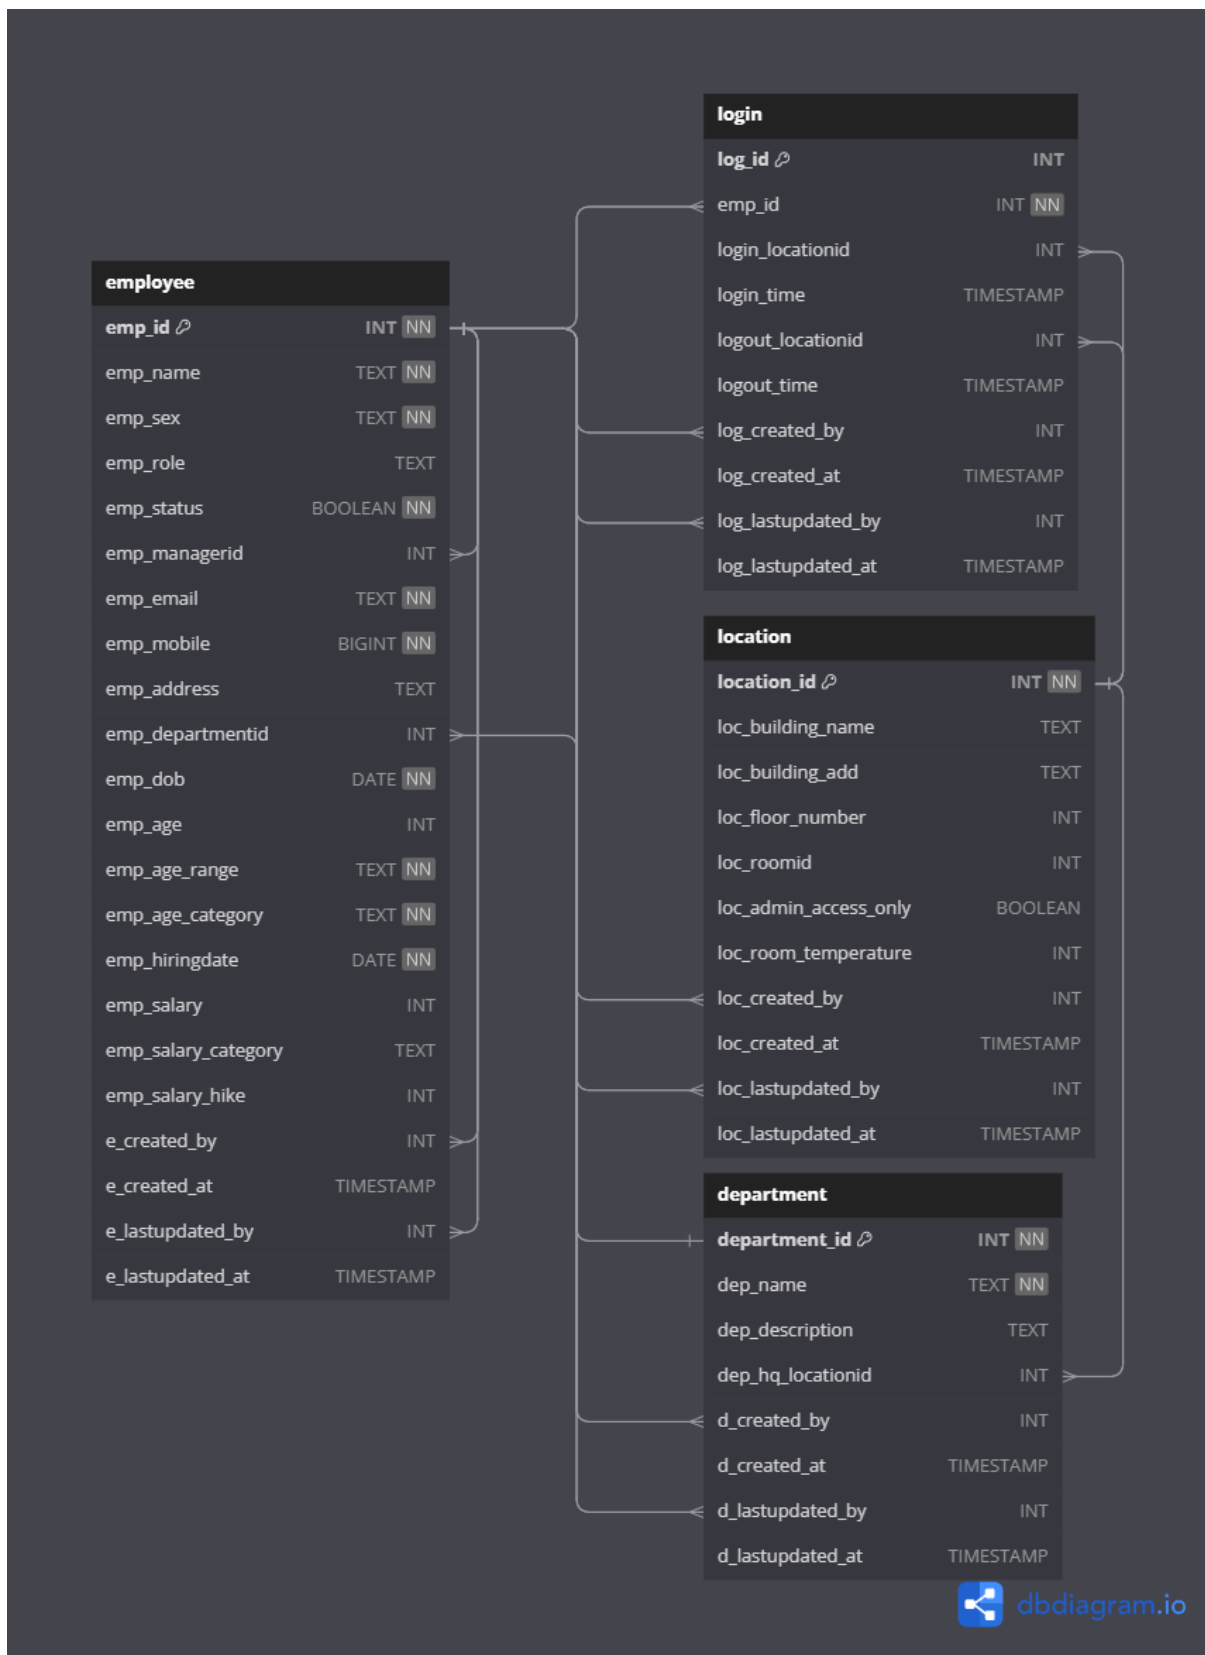 employee
emp_id INT NN
emp_name TEXT NN
emp_sex TEXT NN
emp_role TEXT
emp_status BOOLEAN NN
emp_managerid INT
emp_email TEXT NN
emp_mobile BIGINT NN
emp_address TEXT
emp_departmentid INT
emp_dob DATE NN
emp_age INT
emp_age_range TEXT NN
emp_age_category TEXT NN
emp_hiringdate DATE NN
emp_salary INT
emp_salary_category TEXT
emp_salary_hike INT
e_created_by INT
e_created_at TIMESTAMP
e_lastupdated_by INT
e_lastupdated_at TIMESTAMP
login
log_id INT
emp_id INT NN
login_locationid INT
login_time TIMESTAMP
logout_locationid INT
logout_time TIMESTAMP
log_created_by INT
log_created_at TIMESTAMP
log_lastupdated_by INT
log_lastupdated_at TIMESTAMP
location
location_id INT NN
loc_building_name TEXT
loc_building_add TEXT
loc_floor_number INT
loc_roomid INT
loc_admin_access_only BOOLEAN
loc_room_temperature INT
loc_created_by INT
loc_created_at TIMESTAMP
loc_lastupdated_by INT
loc_lastupdated_at TIMESTAMP
department
department_id INT NN
dep_name TEXT NN
dep_description TEXT
dep_hq_locationid INT
d_created_by INT
d_created_at TIMESTAMP
d_lastupdated_by INT
d_lastupdated_at TIMESTAMP
dbdiagram.io